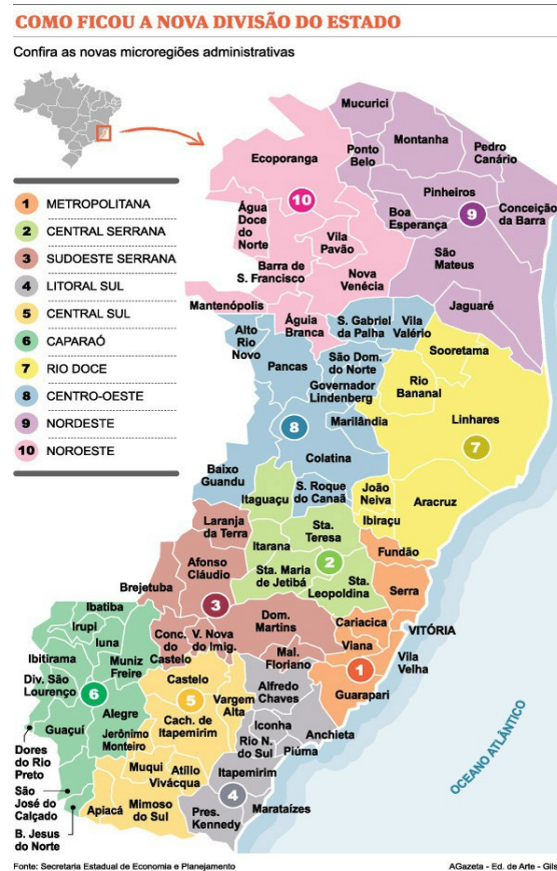 COMO FICOU A NOVA DIVISÃO DO ESTADO
Confira as novas microregiões administrativas
1 METROPOLITANA
2 CENTRAL SERRANA
3 SUDOESTE SERRANA
4 LITORAL SUL
5 CENTRAL SUL
6 CAPARAÓ
7 RIO DOCE
8 CENTRO-OESTE
9 NORDESTE
10 NOROESTE
Mucurici
Montanha
Pedro
Canário
Ponto
Belo
Ecoporanga
10
Pinheiros
9
Conceição
da Barra
Boa
Esperança
Água
Doce
do
Norte
Vila
Pavão
São
Mateus
Barra de
S. Francisco
Nova
Venécia
Mantenópolis
Jaguaré
Águia
Branca
S. Gabriel
da Palha
Vila
Valério
Alto
Rio
Novo
Sooretama
Pancas
São Dom.
do Norte
Governador
Lindenberg
Rio
Bananal
Linhares
7
Marilândia
8
Colatina
Baixo
Guandu
S. Roque
do Canaã
João
Neiva
Aracruz
Itaguaçu
Ibiraçu
Laranja
da Terra
Sta.
Teresa
Itarana
Fundão
2
Afonso
Cláudio
Sta. Maria
de Jetibá
Sta.
Leopoldina
Serra
Brejetuba
3
Cariacica
VITÓRIA
Ibatiba
Irupi
Iuna
Dom.
Martins
Viana
Vila
Velha
Conc.
do
Castelo
V. Nova
do Imig.
Mal.
Floriano
1
Guarapari
Ibitirama
Muniz
Freire
Castelo
Alfredo
Chaves
Div. São
Lourenço
6
5
Vargem
Alta
Alegre
Cach. de
Itapemirim
Iconha
Anchieta
Guaçuí
Jerônimo
Monteiro
Rio N.
do Sul
Piúma
Dores
do Rio
Preto
Muqui
Atílio
Vivácqua
Itapemirim
4
São
José do
Calçado
Apiacá
Mimoso
do Sul
Pres.
Kennedy
Marataízes
B. Jesus
do Norte
OCEANO ATLÂNTICO
Fonte: Secretaria Estadual de Economia e Planejamento
AGazeta - Ed. de Arte - Gils